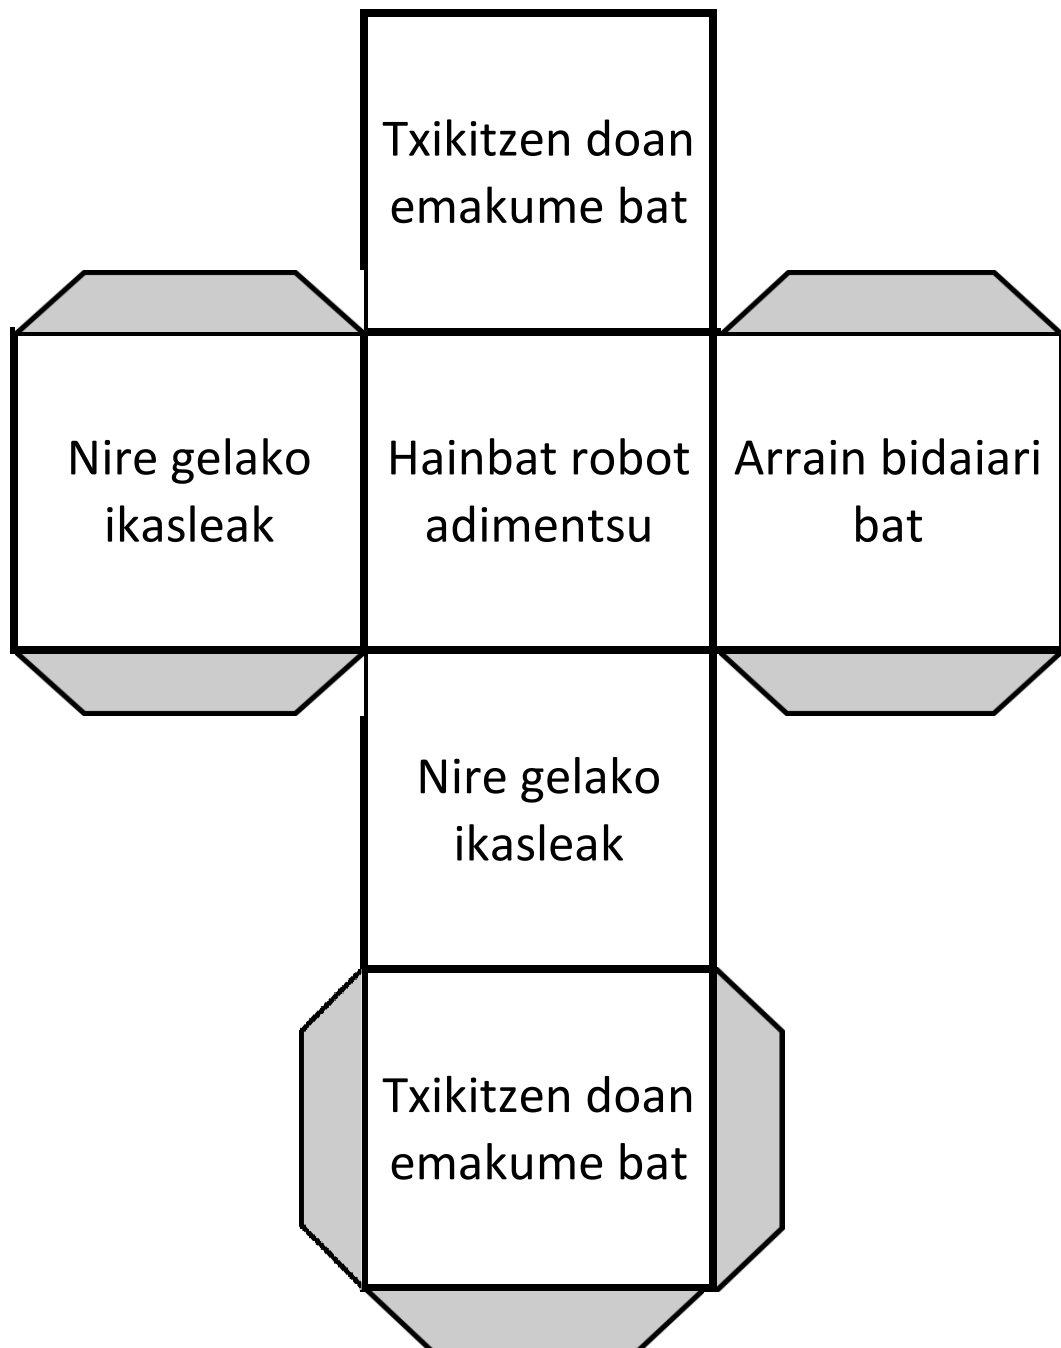 Txikitzen doan
emakume bat
Nire gelako
ikasleak
Hainbat robot
adimentsu
Arrain bidaiari
bat
Nire gelako
ikasleak
Txikitzen doan
emakume bat